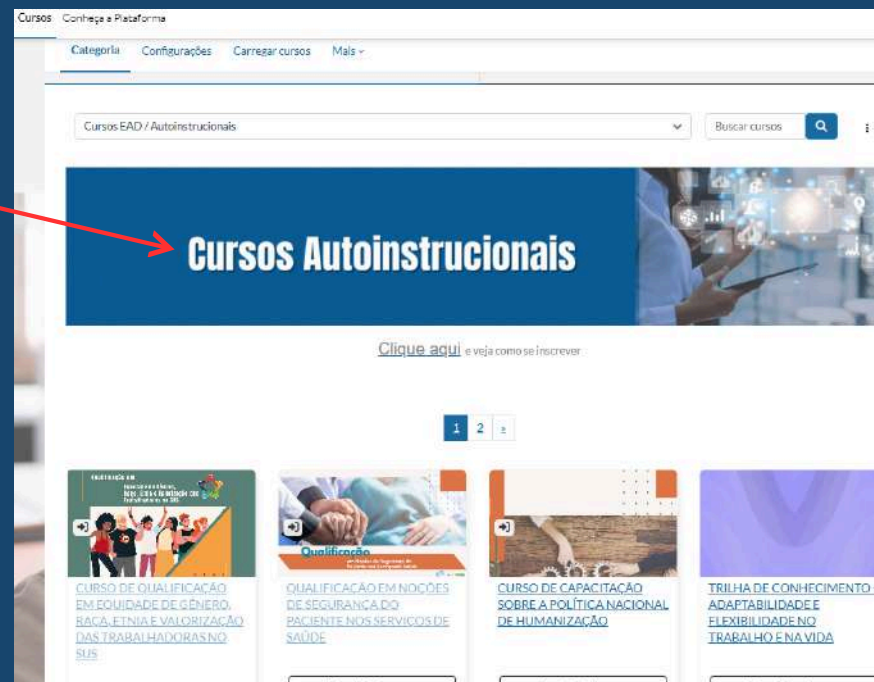 Cursos Conheça a Plataforma
Categoria Configurações Carregar cursos Mais
Cursos EAD / Autoinstrucionais
Buscar cursos
Cursos Autoinstrucionais
Clique aqui e veja como se inscrever
1 2 »
Qualificação
CURSO DE QUALIFICAÇÃO
EM EQUIDADE DE GÊNERO,
RAÇA, ETNIA E VALORIZAÇÃO
DAS TRABALHADORAS NO
SUS
QUALIFICAÇÃO EM NOÇÕES
DE SEGURANÇA DO
PACIENTE NOS SERVIÇOS DE
SAÚDE
CURSO DE CAPACITAÇÃO
SOBRE A POLÍTICA NACIONAL
DE HUMANIZAÇÃO
TRILHA DE CONHECIMENTO
ADAPTABILIDADE E
FLEXIBILIDADE NO
TRABALHO E NA VIDA